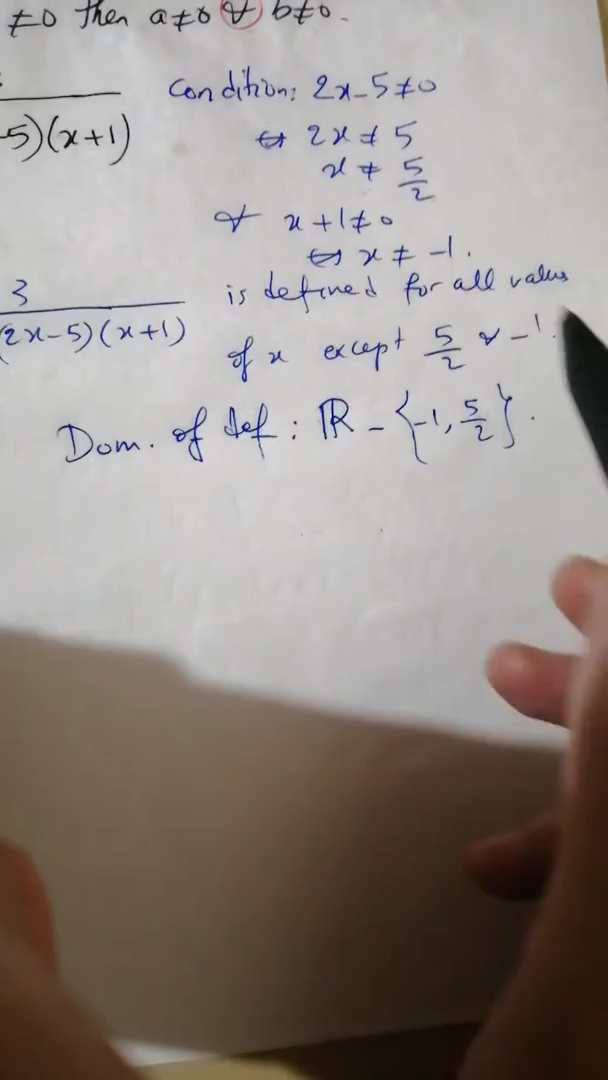 ≠0 then a≠0 & b≠0.
Condition: 2x-5≠0
-5)(x+1)
⇔ 2x ≠ 5
x ≠ 5/2
& x+1≠0
⇔ x ≠ -1.
3/(2x-5)(x+1) is defined for all values
of x except 5/2 & -1.
Dom. of def: ℝ - {-1, 5/2}.